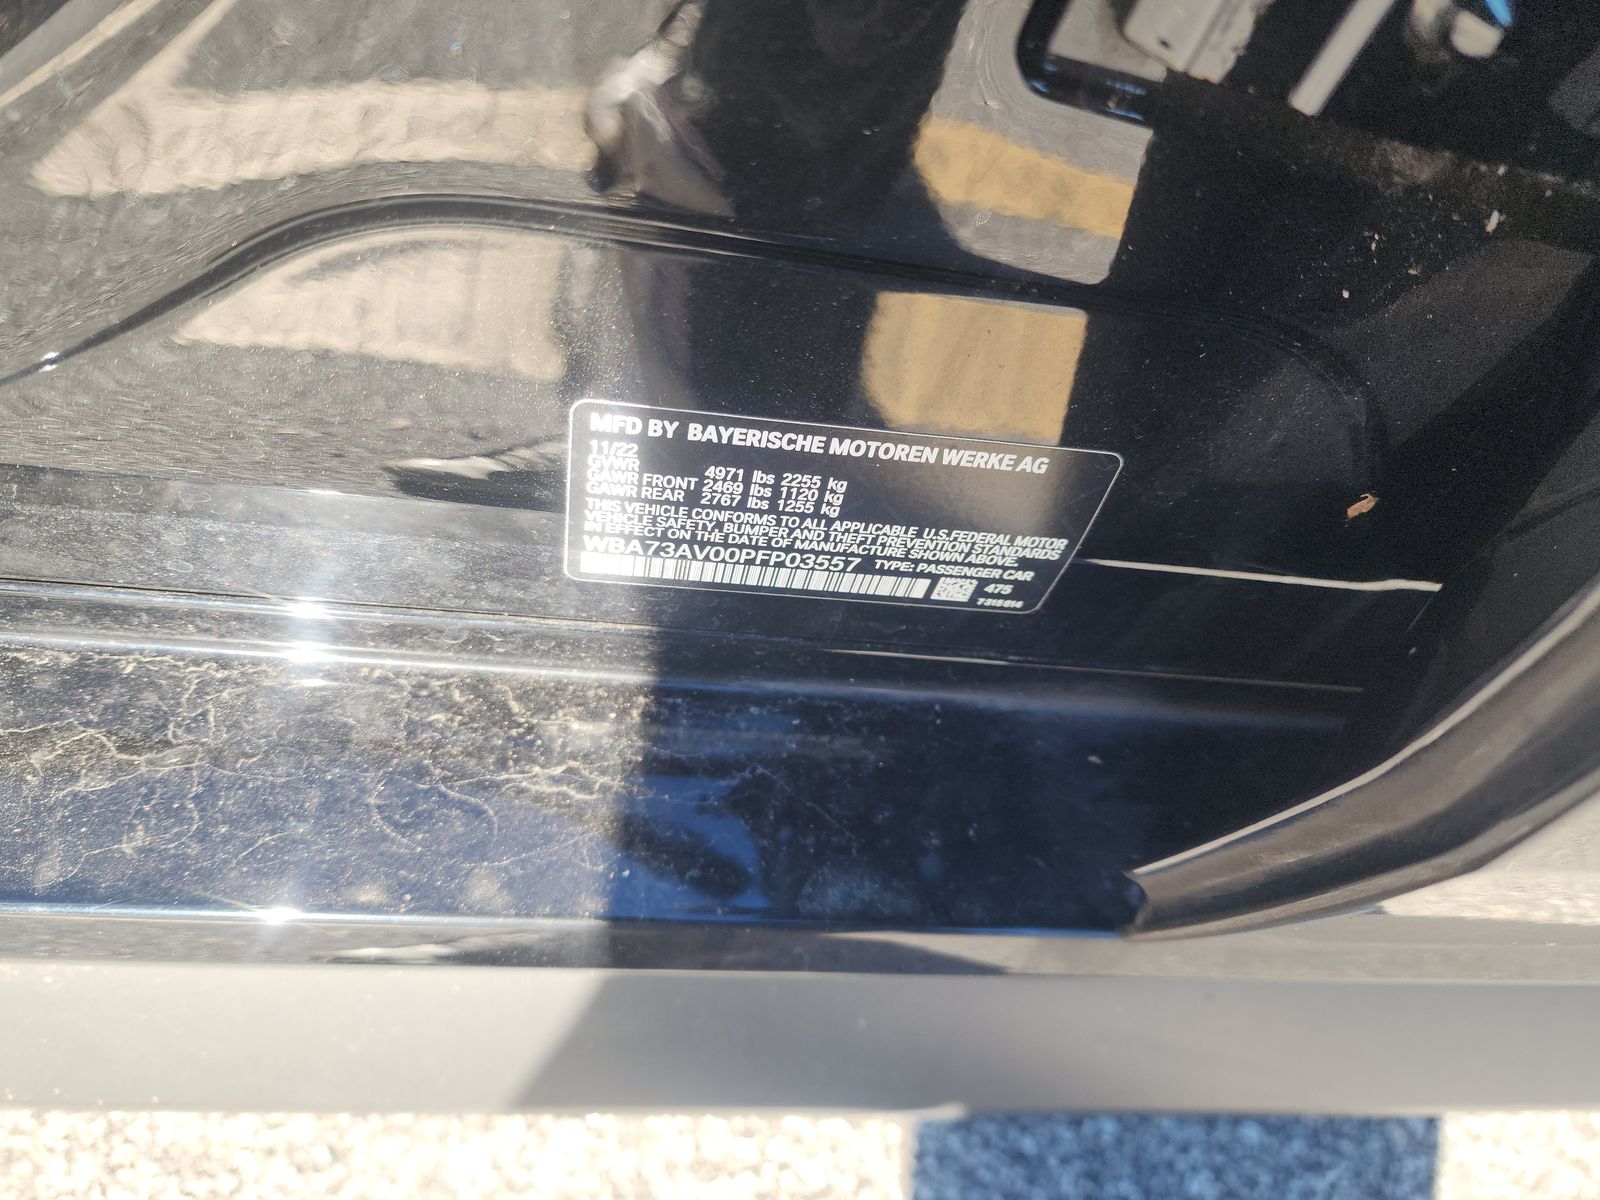 MFD BY BAYERISCHE MOTOREN WERKE AG
11/22
GVWR 4971 lbs 2255 kg
GAWR FRONT 2469 lbs 1120 kg
GAWR REAR 2767 lbs 1255 kg
THIS VEHICLE CONFORMS TO ALL APPLICABLE U.S.FEDERAL MOTOR
VEHICLE SAFETY, BUMPER AND THEFT PREVENTION STANDARDS
IN EFFECT ON THE DATE OF MANUFACTURE SHOWN ABOVE.
WBA73AV00PFP03557 TYPE: PASSENGER CAR
475